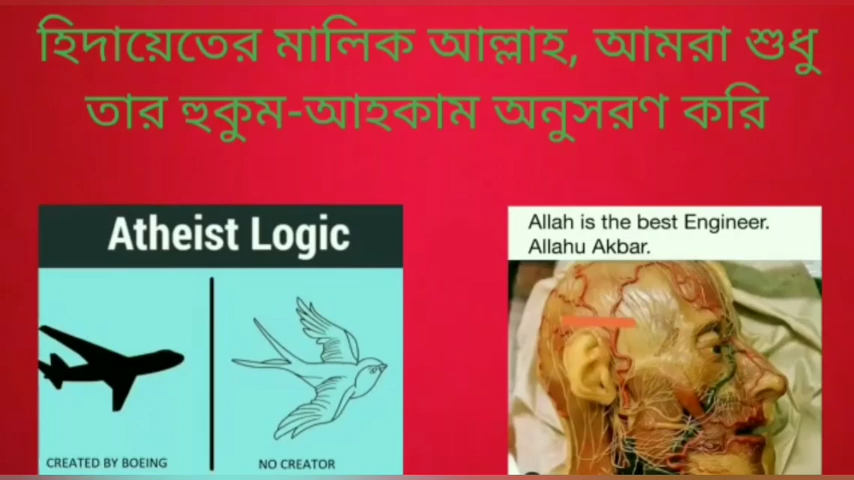 হিদায়েতের মালিক আল্লাহ, আমরা শুধু
তার হুকুম-আহকাম অনুসরণ করি
Atheist Logic
CREATED BY BOEING
NO CREATOR
Allah is the best Engineer.
Allahu Akbar.